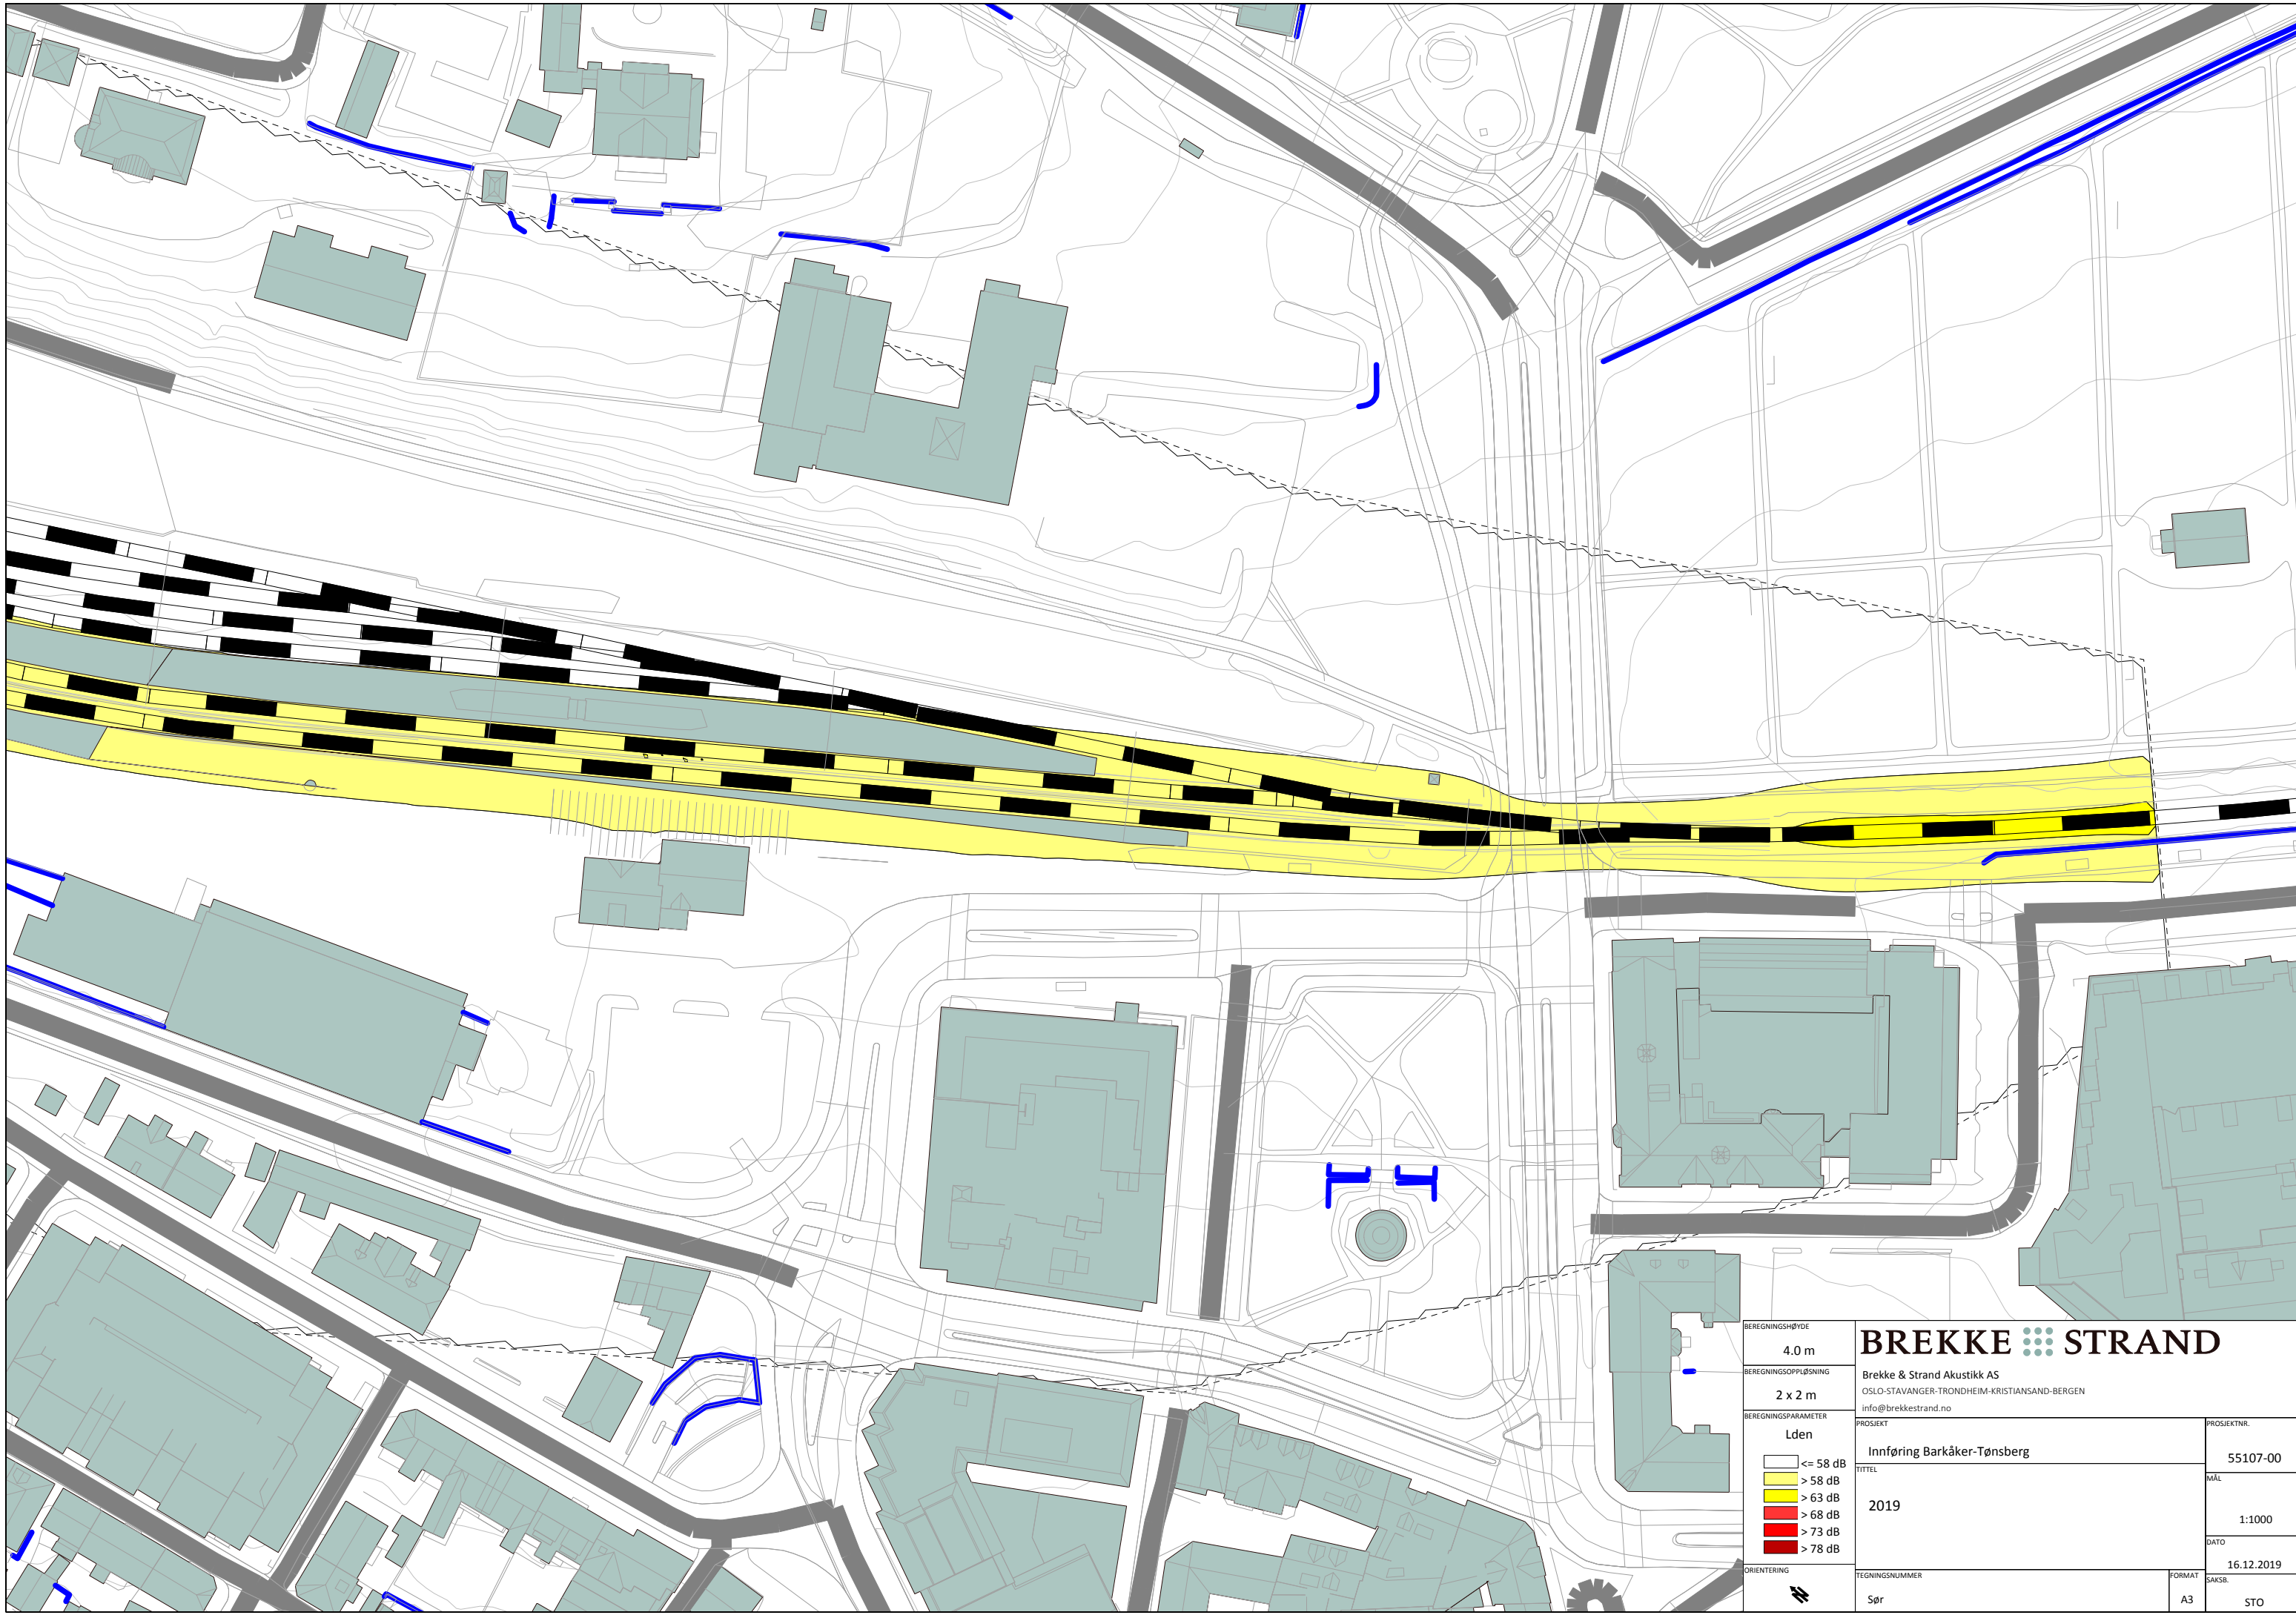 BEREGNINGSHØYDE
4.0 m
BEREGNINGSOPPLØSNING
2 x 2 m
BEREGNINGSPARAMETER
Lden
<= 58 dB
> 58 dB
> 63 dB
> 68 dB
> 73 dB
> 78 dB
ORIENTERING
BREKKE STRAND
Brekke & Strand Akustikk AS
OSLO-STAVANGER-TRONDHEIM-KRISTIANSAND-BERGEN
info@brekkestrand.no
PROSJEKT
Innføring Barkåker-Tønsberg
PROSJEKTNR.
55107-00
TITTEL
2019
MÅL
1:1000
DATO
16.12.2019
TEGNINGSNUMMER
Sør
FORMAT
A3
SAKSB.
STO